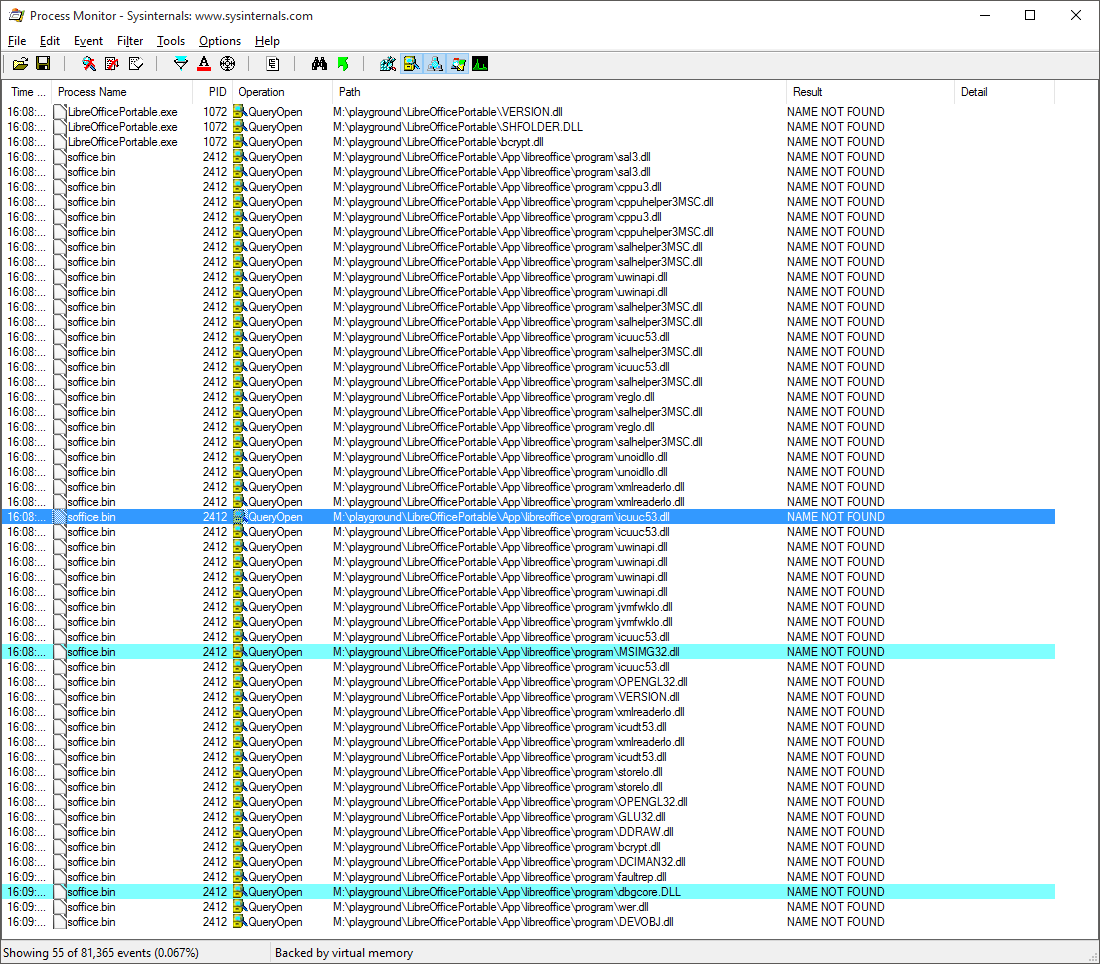 Process Monitor - Sysinternals: www.sysinternals.com
File Edit Event Filter Tools Options Help
Time ... Process Name PID Operation Path Result Detail
16:08:... LibreOfficePortable.exe 1072 QueryOpen M:\playground\LibreOfficePortable\VERSION.dll NAME NOT FOUND
16:08:... LibreOfficePortable.exe 1072 QueryOpen M:\playground\LibreOfficePortable\SHFOLDER.DLL NAME NOT FOUND
16:08:... LibreOfficePortable.exe 1072 QueryOpen M:\playground\LibreOfficePortable\bcrypt.dll NAME NOT FOUND
16:08:... soffice.bin 2412 QueryOpen M:\playground\LibreOfficePortable\App\libreoffice\program\sal3.dll NAME NOT FOUND
16:08:... soffice.bin 2412 QueryOpen M:\playground\LibreOfficePortable\App\libreoffice\program\sal3.dll NAME NOT FOUND
16:08:... soffice.bin 2412 QueryOpen M:\playground\LibreOfficePortable\App\libreoffice\program\cppu3.dll NAME NOT FOUND
16:08:... soffice.bin 2412 QueryOpen M:\playground\LibreOfficePortable\App\libreoffice\program\cppuhelper3MSC.dll NAME NOT FOUND
16:08:... soffice.bin 2412 QueryOpen M:\playground\LibreOfficePortable\App\libreoffice\program\cppu3.dll NAME NOT FOUND
16:08:... soffice.bin 2412 QueryOpen M:\playground\LibreOfficePortable\App\libreoffice\program\cppuhelper3MSC.dll NAME NOT FOUND
16:08:... soffice.bin 2412 QueryOpen M:\playground\LibreOfficePortable\App\libreoffice\program\salhelper3MSC.dll NAME NOT FOUND
16:08:... soffice.bin 2412 QueryOpen M:\playground\LibreOfficePortable\App\libreoffice\program\salhelper3MSC.dll NAME NOT FOUND
16:08:... soffice.bin 2412 QueryOpen M:\playground\LibreOfficePortable\App\libreoffice\program\uwinapi.dll NAME NOT FOUND
16:08:... soffice.bin 2412 QueryOpen M:\playground\LibreOfficePortable\App\libreoffice\program\uwinapi.dll NAME NOT FOUND
16:08:... soffice.bin 2412 QueryOpen M:\playground\LibreOfficePortable\App\libreoffice\program\salhelper3MSC.dll NAME NOT FOUND
16:08:... soffice.bin 2412 QueryOpen M:\playground\LibreOfficePortable\App\libreoffice\program\salhelper3MSC.dll NAME NOT FOUND
16:08:... soffice.bin 2412 QueryOpen M:\playground\LibreOfficePortable\App\libreoffice\program\icuuc53.dll NAME NOT FOUND
16:08:... soffice.bin 2412 QueryOpen M:\playground\LibreOfficePortable\App\libreoffice\program\salhelper3MSC.dll NAME NOT FOUND
16:08:... soffice.bin 2412 QueryOpen M:\playground\LibreOfficePortable\App\libreoffice\program\icuuc53.dll NAME NOT FOUND
16:08:... soffice.bin 2412 QueryOpen M:\playground\LibreOfficePortable\App\libreoffice\program\salhelper3MSC.dll NAME NOT FOUND
16:08:... soffice.bin 2412 QueryOpen M:\playground\LibreOfficePortable\App\libreoffice\program\reglo.dll NAME NOT FOUND
16:08:... soffice.bin 2412 QueryOpen M:\playground\LibreOfficePortable\App\libreoffice\program\salhelper3MSC.dll NAME NOT FOUND
16:08:... soffice.bin 2412 QueryOpen M:\playground\LibreOfficePortable\App\libreoffice\program\reglo.dll NAME NOT FOUND
16:08:... soffice.bin 2412 QueryOpen M:\playground\LibreOfficePortable\App\libreoffice\program\salhelper3MSC.dll NAME NOT FOUND
16:08:... soffice.bin 2412 QueryOpen M:\playground\LibreOfficePortable\App\libreoffice\program\unoidllo.dll NAME NOT FOUND
16:08:... soffice.bin 2412 QueryOpen M:\playground\LibreOfficePortable\App\libreoffice\program\unoidllo.dll NAME NOT FOUND
16:08:... soffice.bin 2412 QueryOpen M:\playground\LibreOfficePortable\App\libreoffice\program\xmlreaderlo.dll NAME NOT FOUND
16:08:... soffice.bin 2412 QueryOpen M:\playground\LibreOfficePortable\App\libreoffice\program\xmlreaderlo.dll NAME NOT FOUND
16:08:... soffice.bin 2412 QueryOpen M:\playground\LibreOfficePortable\App\libreoffice\program\icuuc53.dll NAME NOT FOUND
16:08:... soffice.bin 2412 QueryOpen M:\playground\LibreOfficePortable\App\libreoffice\program\icuuc53.dll NAME NOT FOUND
16:08:... soffice.bin 2412 QueryOpen M:\playground\LibreOfficePortable\App\libreoffice\program\uwinapi.dll NAME NOT FOUND
16:08:... soffice.bin 2412 QueryOpen M:\playground\LibreOfficePortable\App\libreoffice\program\uwinapi.dll NAME NOT FOUND
16:08:... soffice.bin 2412 QueryOpen M:\playground\LibreOfficePortable\App\libreoffice\program\uwinapi.dll NAME NOT FOUND
16:08:... soffice.bin 2412 QueryOpen M:\playground\LibreOfficePortable\App\libreoffice\program\uwinapi.dll NAME NOT FOUND
16:08:... soffice.bin 2412 QueryOpen M:\playground\LibreOfficePortable\App\libreoffice\program\jvmfwklo.dll NAME NOT FOUND
16:08:... soffice.bin 2412 QueryOpen M:\playground\LibreOfficePortable\App\libreoffice\program\jvmfwklo.dll NAME NOT FOUND
16:08:... soffice.bin 2412 QueryOpen M:\playground\LibreOfficePortable\App\libreoffice\program\icuuc53.dll NAME NOT FOUND
16:08:... soffice.bin 2412 QueryOpen M:\playground\LibreOfficePortable\App\libreoffice\program\MSIMG32.dll NAME NOT FOUND
16:08:... soffice.bin 2412 QueryOpen M:\playground\LibreOfficePortable\App\libreoffice\program\icuuc53.dll NAME NOT FOUND
16:08:... soffice.bin 2412 QueryOpen M:\playground\LibreOfficePortable\App\libreoffice\program\OPENGL32.dll NAME NOT FOUND
16:08:... soffice.bin 2412 QueryOpen M:\playground\LibreOfficePortable\App\libreoffice\program\VERSION.dll NAME NOT FOUND
16:08:... soffice.bin 2412 QueryOpen M:\playground\LibreOfficePortable\App\libreoffice\program\xmlreaderlo.dll NAME NOT FOUND
16:08:... soffice.bin 2412 QueryOpen M:\playground\LibreOfficePortable\App\libreoffice\program\icudt53.dll NAME NOT FOUND
16:08:... soffice.bin 2412 QueryOpen M:\playground\LibreOfficePortable\App\libreoffice\program\xmlreaderlo.dll NAME NOT FOUND
16:08:... soffice.bin 2412 QueryOpen M:\playground\LibreOfficePortable\App\libreoffice\program\icudt53.dll NAME NOT FOUND
16:08:... soffice.bin 2412 QueryOpen M:\playground\LibreOfficePortable\App\libreoffice\program\storelo.dll NAME NOT FOUND
16:08:... soffice.bin 2412 QueryOpen M:\playground\LibreOfficePortable\App\libreoffice\program\storelo.dll NAME NOT FOUND
16:08:... soffice.bin 2412 QueryOpen M:\playground\LibreOfficePortable\App\libreoffice\program\OPENGL32.dll NAME NOT FOUND
16:08:... soffice.bin 2412 QueryOpen M:\playground\LibreOfficePortable\App\libreoffice\program\GLU32.dll NAME NOT FOUND
16:08:... soffice.bin 2412 QueryOpen M:\playground\LibreOfficePortable\App\libreoffice\program\DDRAW.dll NAME NOT FOUND
16:08:... soffice.bin 2412 QueryOpen M:\playground\LibreOfficePortable\App\libreoffice\program\bcrypt.dll NAME NOT FOUND
16:08:... soffice.bin 2412 QueryOpen M:\playground\LibreOfficePortable\App\libreoffice\program\DCIMAN32.dll NAME NOT FOUND
16:09:... soffice.bin 2412 QueryOpen M:\playground\LibreOfficePortable\App\libreoffice\program\faultrep.dll NAME NOT FOUND
16:09:... soffice.bin 2412 QueryOpen M:\playground\LibreOfficePortable\App\libreoffice\program\dbgcore.DLL NAME NOT FOUND
16:09:... soffice.bin 2412 QueryOpen M:\playground\LibreOfficePortable\App\libreoffice\program\wer.dll NAME NOT FOUND
16:09:... soffice.bin 2412 QueryOpen M:\playground\LibreOfficePortable\App\libreoffice\program\DEVOBJ.dll NAME NOT FOUND
Showing 55 of 81,365 events (0.067%) Backed by virtual memory